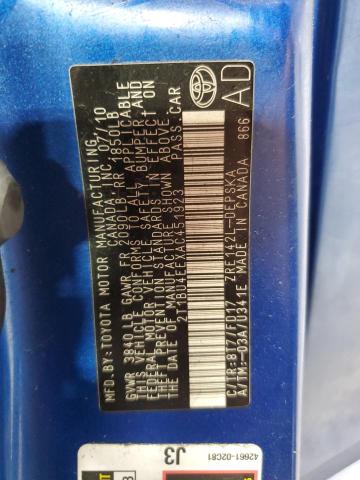 MFD.BY:TOYOTA MOTOR MANUFACTURING,
CANADA INC. 07/10
GVWR 3840LB GAWR FR 2090LB RR 1850LB
THIS VEHICLE CONFORMS TO ALL APPLICABLE
FEDERAL MOTOR VEHICLE SAFETY, BUMPER, AND
THEFT PREVENTION STANDARDS IN EFFECT ON
THE DATE OF MANUFACTURE SHOWN ABOVE.
2T1BU4EEXAC451923 PASS.CAR
C/TR:8T7/FD17 ZRE142L-DEPSKA
A/TM:-03A/U341E MADE IN CANADA 866
AD
42661-02C81
J3